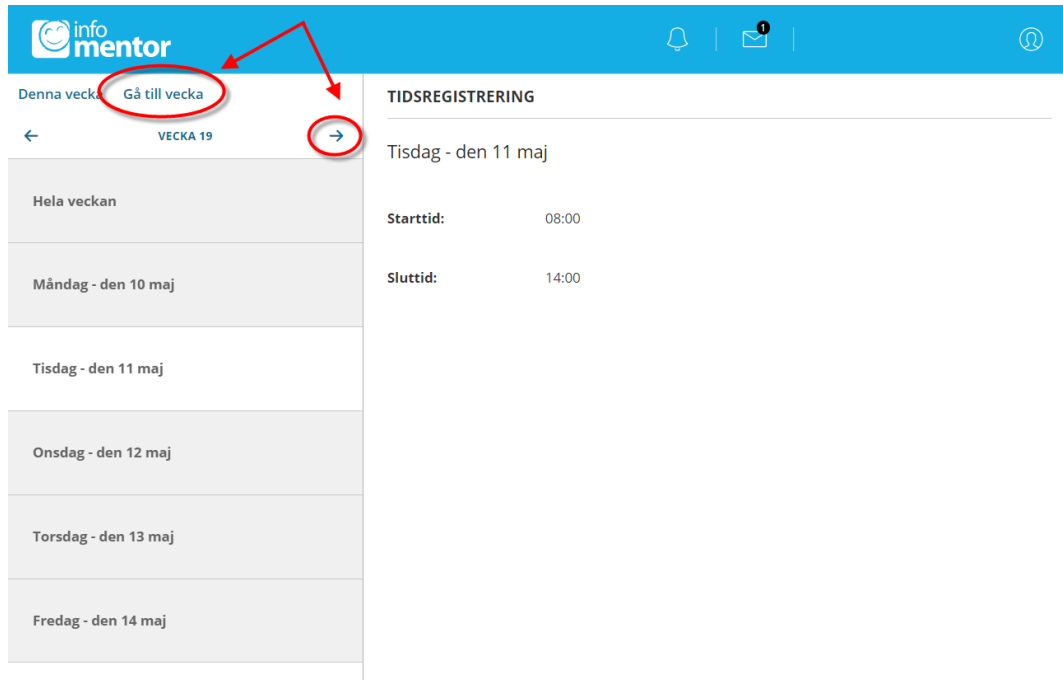 info
mentor
1
Denna vecka Gå till vecka
VECKA 19
Hela veckan
Måndag - den 10 maj
Tisdag - den 11 maj
Onsdag - den 12 maj
Torsdag - den 13 maj
Fredag - den 14 maj
TIDSREGISTRERING
Tisdag - den 11 maj
Starttid: 08:00
Sluttid: 14:00